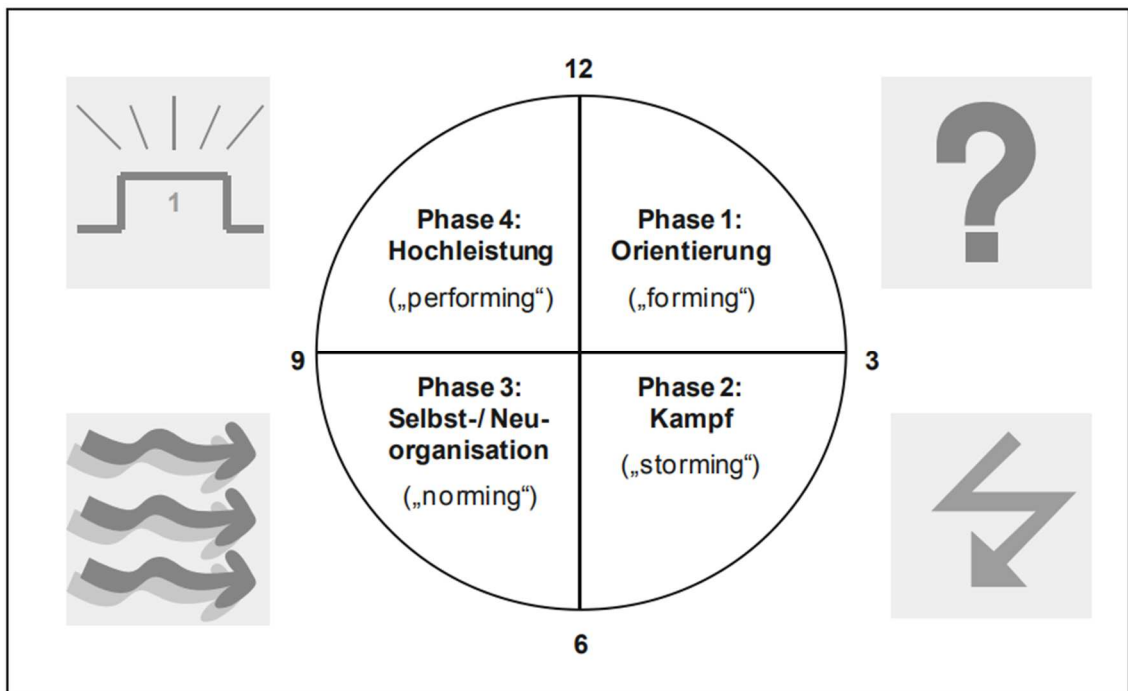 12
1
Phase 4:
Hochleistung
(„performing“)
Phase 1:
Orientierung
(„forming“)
9
3
Phase 3:
Selbst-/ Neu-
organisation
(„norming“)
Phase 2:
Kampf
(„storming“)
6